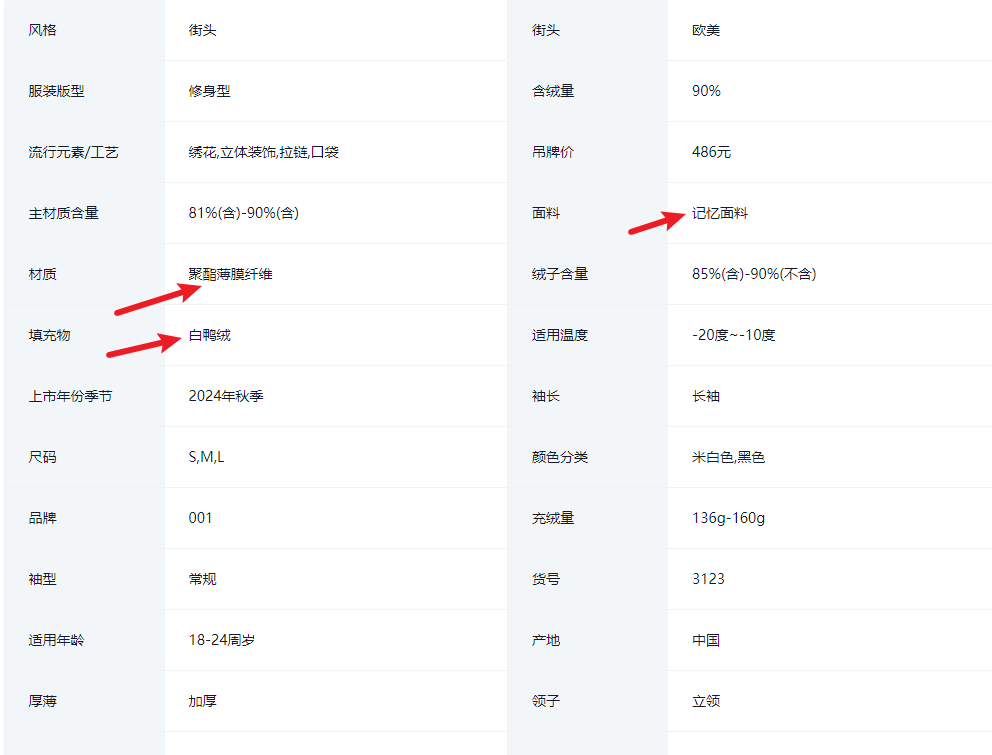 风格 街头 街头 欧美
服装版型 修身型 含绒量 90%
流行元素/工艺 绣花,立体装饰,拉链,口袋 吊牌价 486元
主材质含量 81%(含)-90%(含) 面料 记忆面料
材质 聚酯薄膜纤维 绒子含量 85%(含)-90%(不含)
填充物 白鸭绒 适用温度 -20度~-10度
上市年份季节 2024年秋季 袖长 长袖
尺码 S,M,L 颜色分类 米白色,黑色
品牌 001 充绒量 136g-160g
袖型 常规 货号 3123
适用年龄 18-24周岁 产地 中国
厚薄 加厚 领子 立领